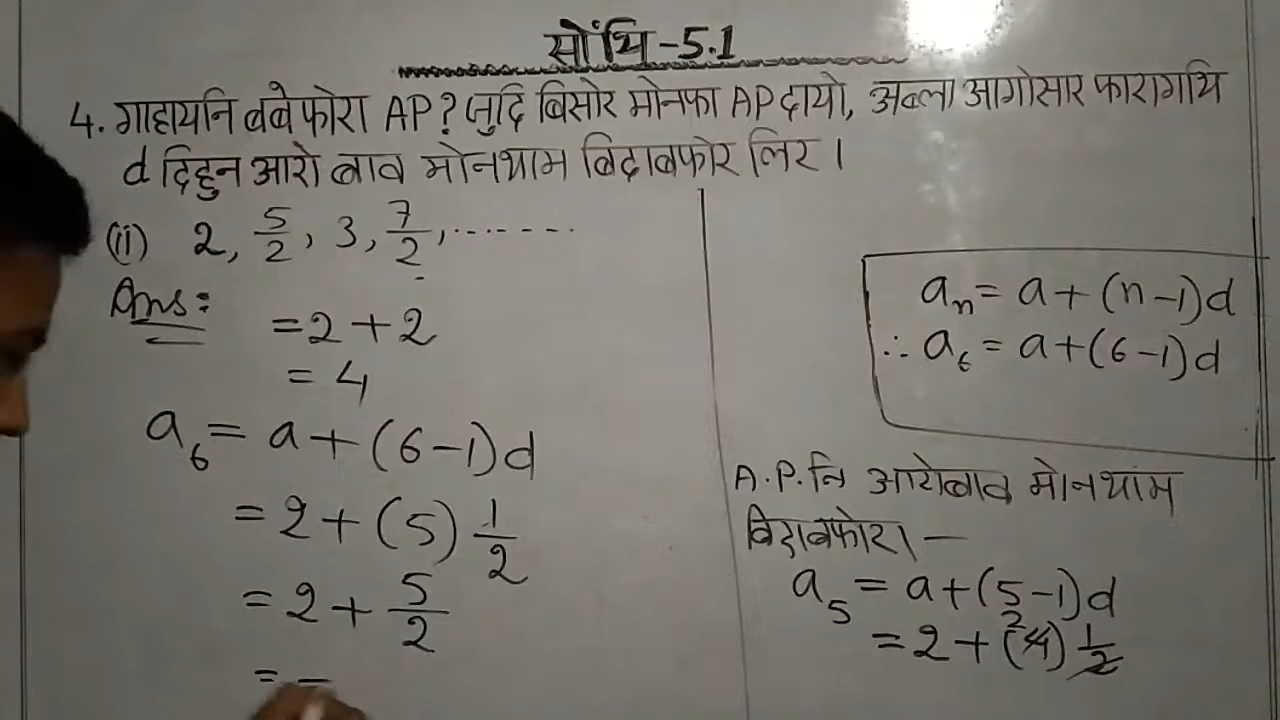 सोंथि-5.1
4. गाहायनि बबेफोरा AP? जुदि बिसोर मोनफा AP दायो, अब्ला आगोसार फारागथि
d दिहुन आरो बाव मोनथाम बिदाबफोर लिर।
(ii) 2, 5/2, 3, 7/2, .......
Ans:
= 2 + 2
= 4
a₆ = a + (6-1)d
= 2 + (5) 1/2
= 2 + 5/2
=
aₙ = a + (n-1)d
∴ a₆ = a + (6-1)d
A.P. नि आरोबाव मोनथाम
बिदाबफोर। —
a₅ = a + (5-1)d
= 2 + (4) 1/2